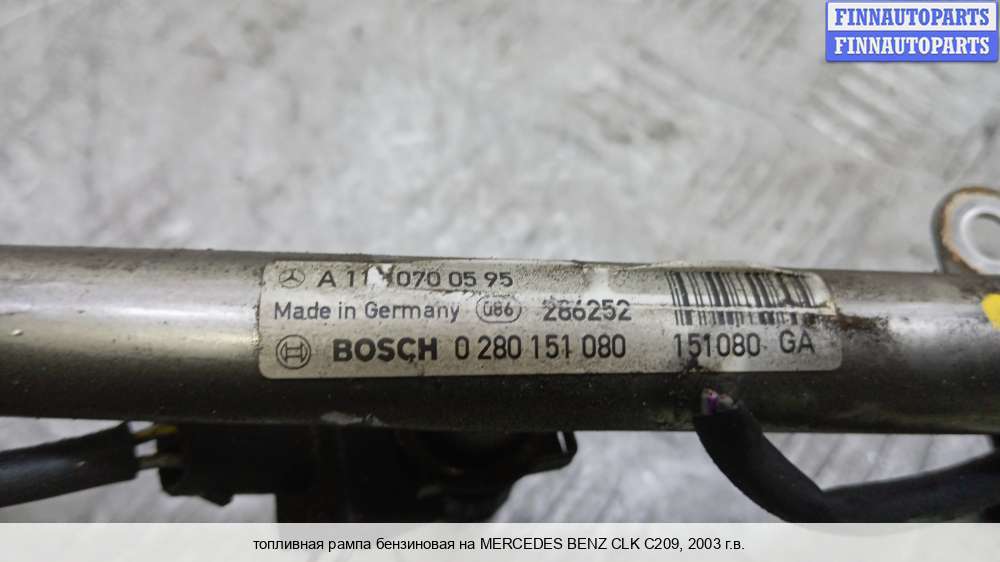 FINNAUTOPARTS
FINNAUTOPARTS
A 070 05 95
Made in Germany 086 286252
BOSCH 0 280 151 080 151080 GA
топливная рампа бензиновая на MERCEDES BENZ CLK C209, 2003 г.в.